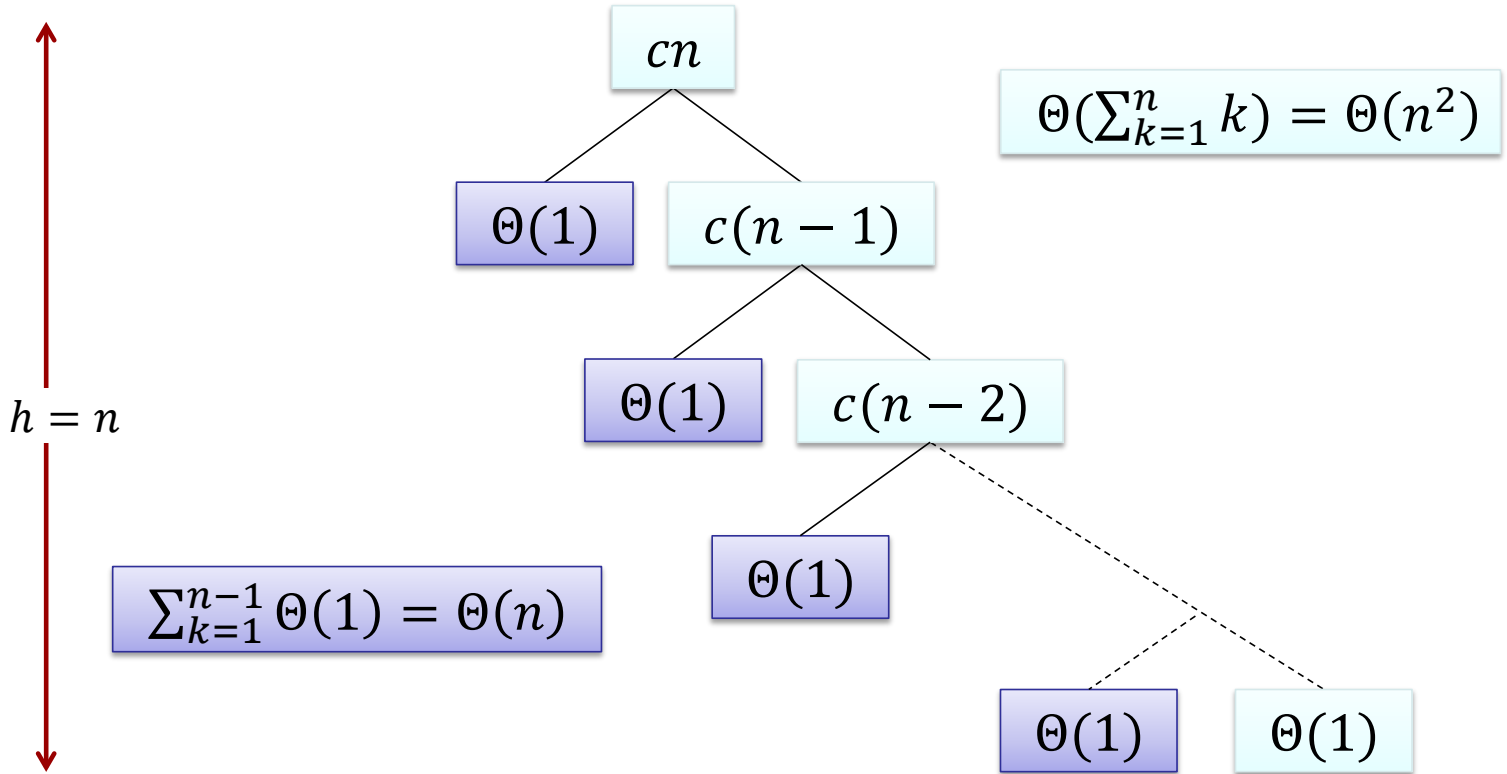 cn
Θ(∑ₖ₌₁ⁿ k) = Θ(n²)
Θ(1) c(n − 1)
Θ(1) c(n − 2)
h = n
Θ(1)
∑ₖ₌₁ⁿ⁻¹ Θ(1) = Θ(n)
Θ(1) Θ(1)